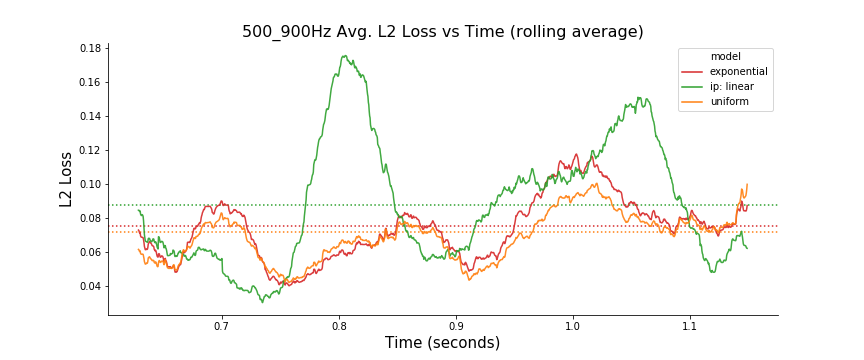 500_900Hz Avg. L2 Loss vs Time (rolling average)
L2 Loss
0.18
0.16
0.14
0.12
0.10
0.08
0.06
0.04
model
exponential
ip: linear
uniform
0.7
0.8
0.9
1.0
1.1
Time (seconds)